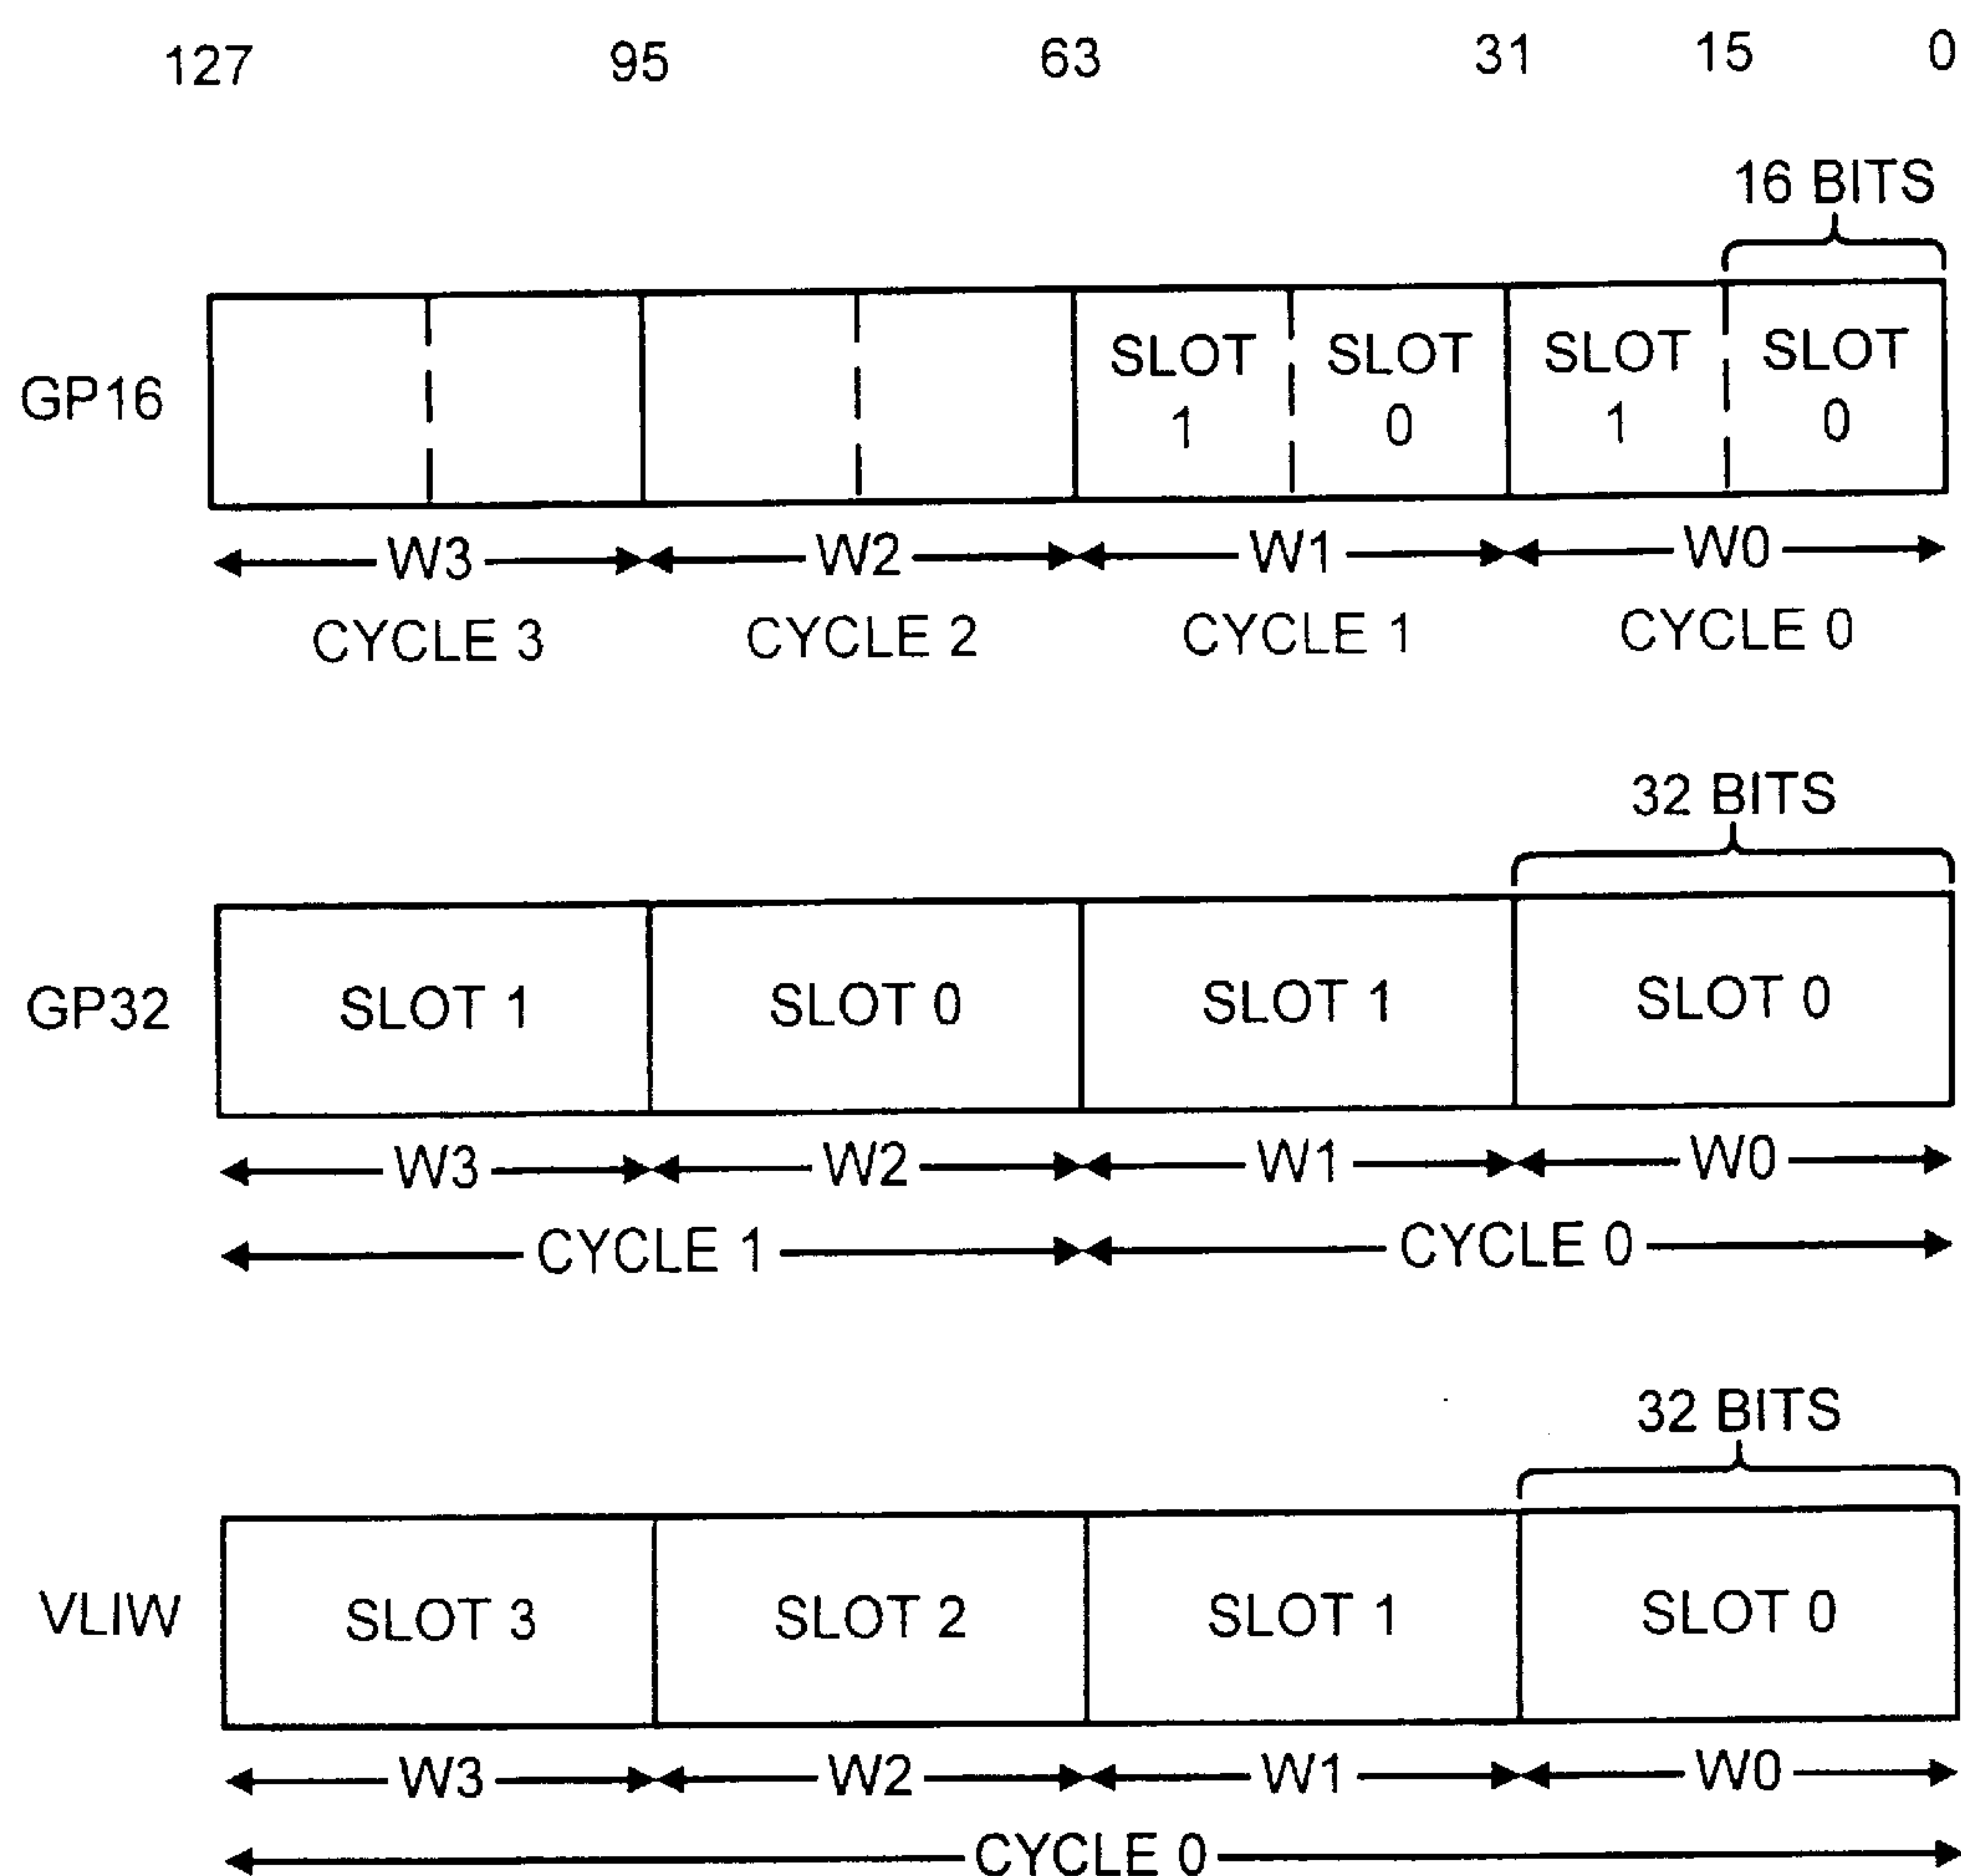 127 95 63 31 15 0
16 BITS
GP16
SLOT 1 SLOT 0 SLOT 1 SLOT 0
W3 W2 W1 W0
CYCLE 3 CYCLE 2 CYCLE 1 CYCLE 0
32 BITS
GP32 SLOT 1 SLOT 0 SLOT 1 SLOT 0
W3 W2 W1 W0
CYCLE 1 CYCLE 0
32 BITS
VLIW SLOT 3 SLOT 2 SLOT 1 SLOT 0
W3 W2 W1 W0
CYCLE 0